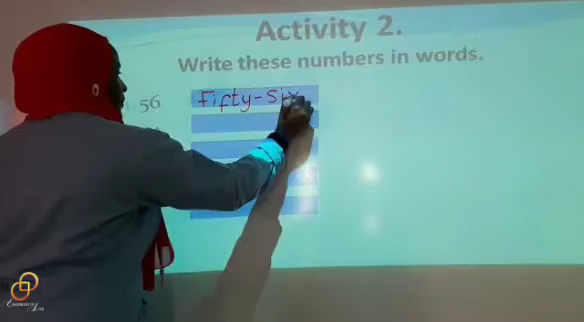 Activity 2.
Write these numbers in words.
56 Fifty-Six